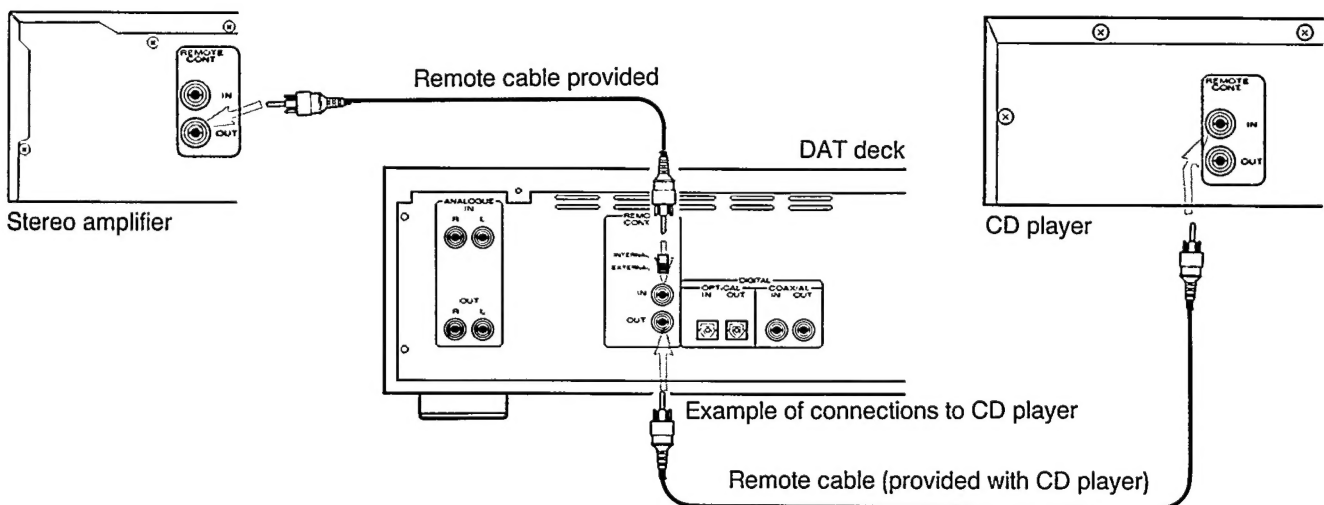 REMOTE
CONT.
IN
OUT
Stereo amplifier
Remote cable provided
DAT deck
ANALOGUE
IN
R L
OUT
R L
REMO
CONT
INTERNAL
EXTERNAL
IN
OUT
DIGITAL
OPTICAL
IN OUT
COAXIAL
IN OUT
REMOTE
CONT.
IN
OUT
CD player
Example of connections to CD player
Remote cable (provided with CD player)